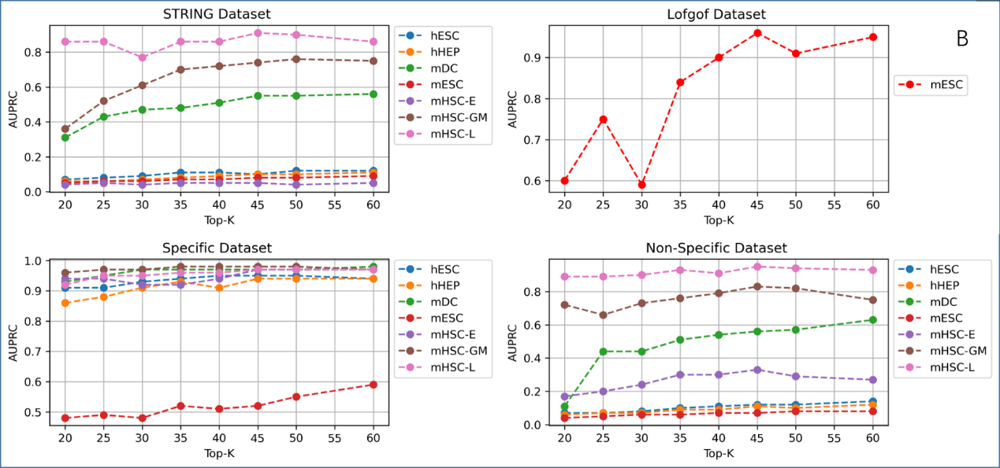 STRING Dataset
AUPRC
0.8
0.6
0.4
0.2
0.0
20 25 30 35 40 45 50 55 60
Top-K
hESC
hHEP
mDC
mESC
mHSC-E
mHSC-GM
mHSC-L
Lofgof Dataset
B
AUPRC
0.9
0.8
0.7
0.6
20 25 30 35 40 45 50 55 60
Top-K
mESC
Specific Dataset
AUPRC
1.0
0.9
0.8
0.7
0.6
0.5
20 25 30 35 40 45 50 55 60
Top-K
hESC
hHEP
mDC
mESC
mHSC-E
mHSC-GM
mHSC-L
Non-Specific Dataset
AUPRC
0.8
0.6
0.4
0.2
0.0
20 25 30 35 40 45 50 55 60
Top-K
hESC
hHEP
mDC
mESC
mHSC-E
mHSC-GM
mHSC-L